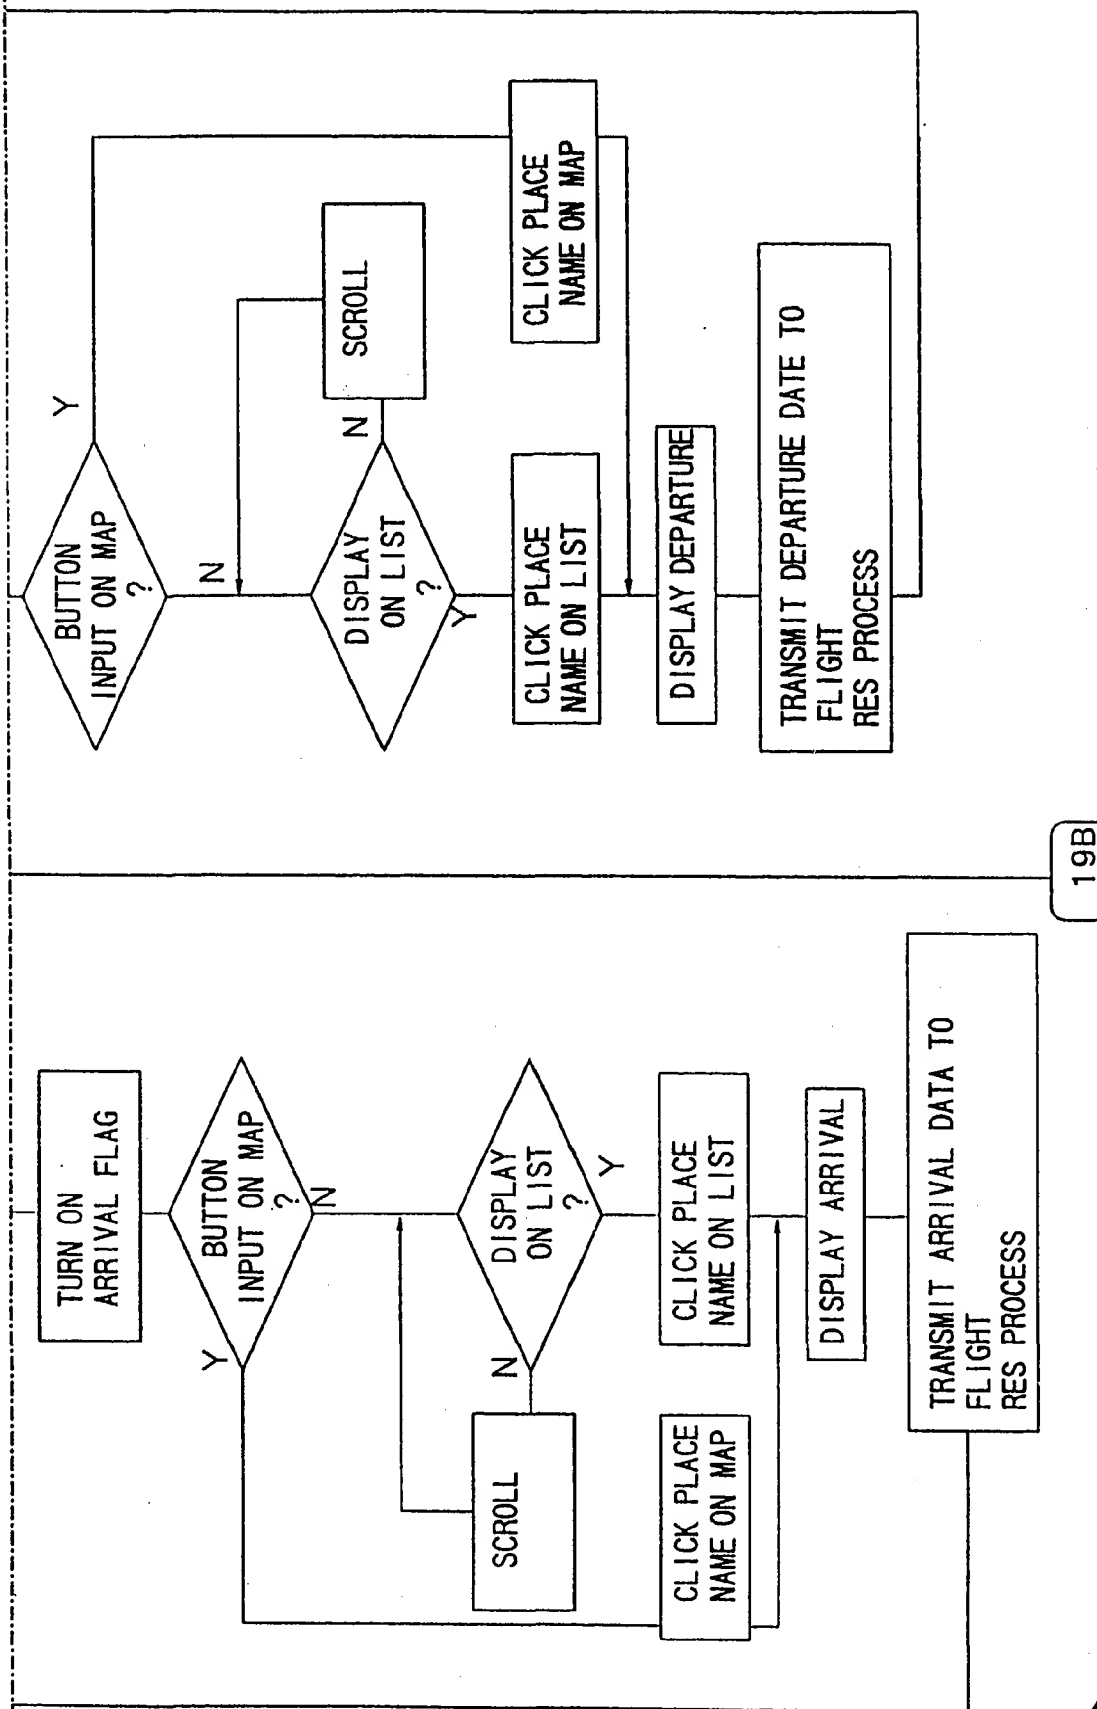 TURN ON
ARRIVAL FLAG
BUTTON
INPUT ON MAP
?
Y
N
DISPLAY
ON LIST
?
N
Y
SCROLL
CLICK PLACE
NAME ON MAP
CLICK PLACE
NAME ON LIST
DISPLAY ARRIVAL
TRANSMIT ARRIVAL DATA TO
FLIGHT
RES PROCESS
19B
BUTTON
INPUT ON MAP
?
Y
N
DISPLAY
ON LIST
?
N
Y
SCROLL
CLICK PLACE
NAME ON LIST
CLICK PLACE
NAME ON MAP
DISPLAY DEPARTURE
TRANSMIT DEPARTURE DATE TO
FLIGHT
RES PROCESS